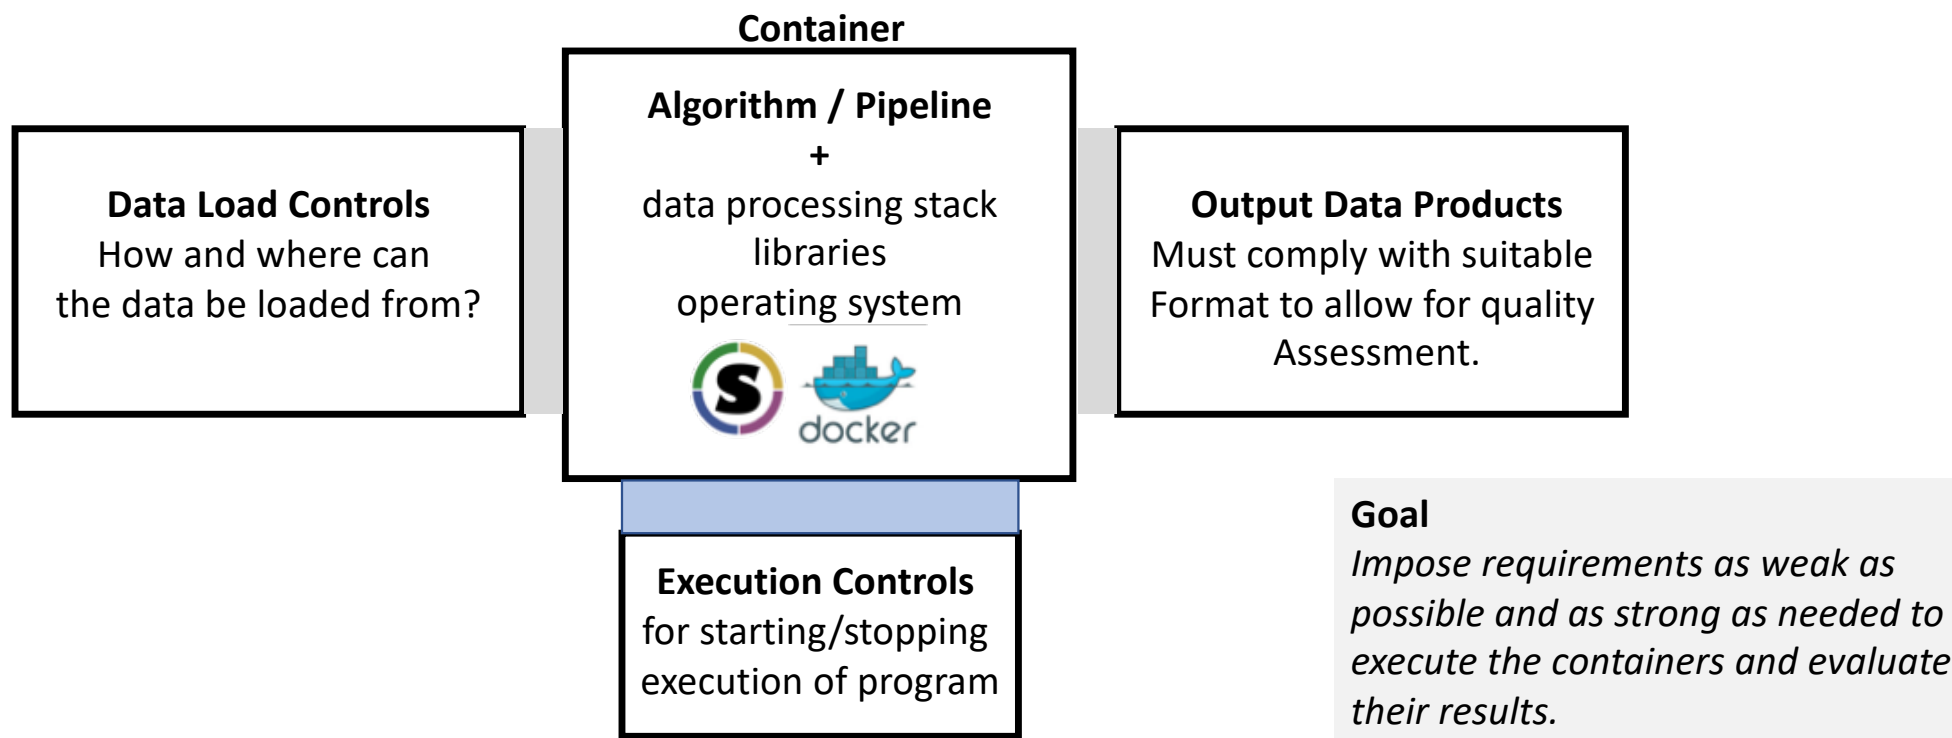 Container
Algorithm / Pipeline
+
data processing stack
libraries
operating system
S
docker
Data Load Controls
How and where can
the data be loaded from?
Output Data Products
Must comply with suitable
Format to allow for quality
Assessment.
Execution Controls
for starting/stopping
execution of program
Goal
Impose requirements as weak as
possible and as strong as needed to
execute the containers and evaluate
their results.